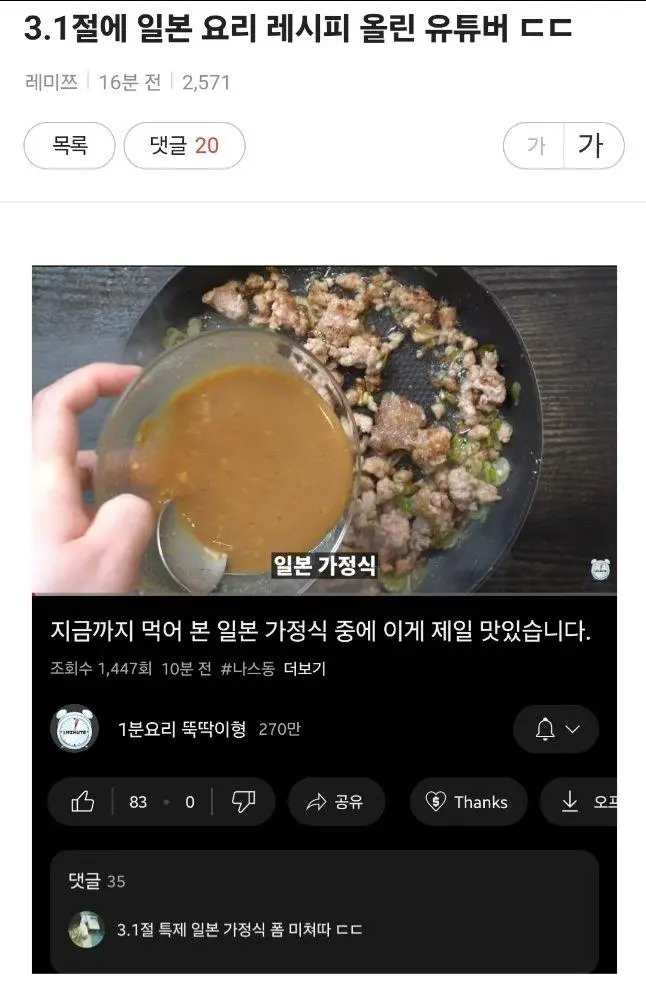 3.1절에 일본 요리 레시피 올린 유튜버 ㄷㄷ
레미쯔 16분 전 2,571
목록 댓글 20 가 가
일본 가정식
지금까지 먹어 본 일본 가정식 중에 이게 제일 맛있습니다.
조회수 1,447회 10분 전 #나스동 더보기
1MINUTE 1분요리 뚝딱이형 270만
83 • 0 공유 Thanks 오프
댓글 35
3.1절 특제 일본 가정식 폼 미쳐따 ㄷㄷ